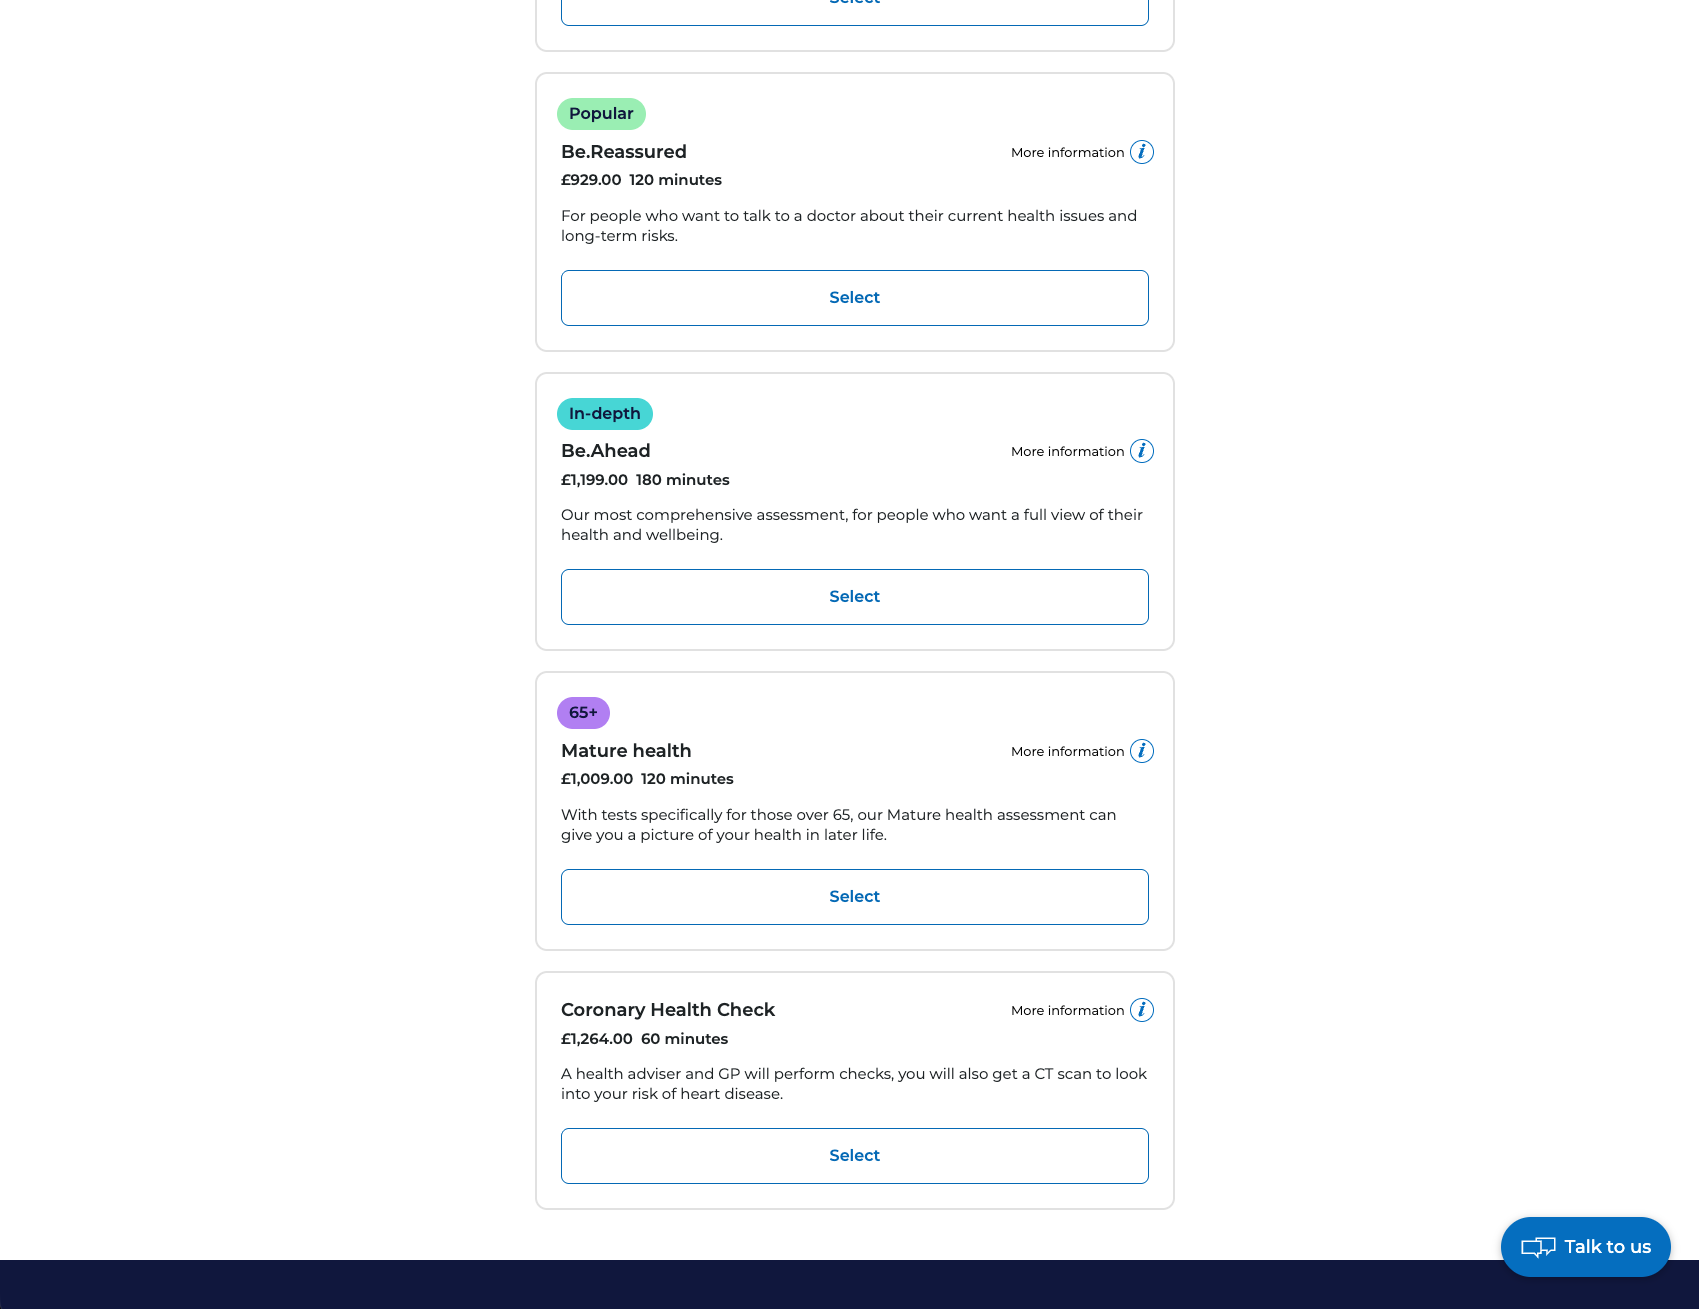 Select
Popular
Be.Reassured
More information i
£929.00 120 minutes
For people who want to talk to a doctor about their current health issues and
long-term risks.
Select
In-depth
Be.Ahead
More information i
£1,199.00 180 minutes
Our most comprehensive assessment, for people who want a full view of their
health and wellbeing.
Select
65+
Mature health
More information i
£1,009.00 120 minutes
With tests specifically for those over 65, our Mature health assessment can
give you a picture of your health in later life.
Select
Coronary Health Check
More information i
£1,264.00 60 minutes
A health adviser and GP will perform checks, you will also get a CT scan to look
into your risk of heart disease.
Select
Talk to us